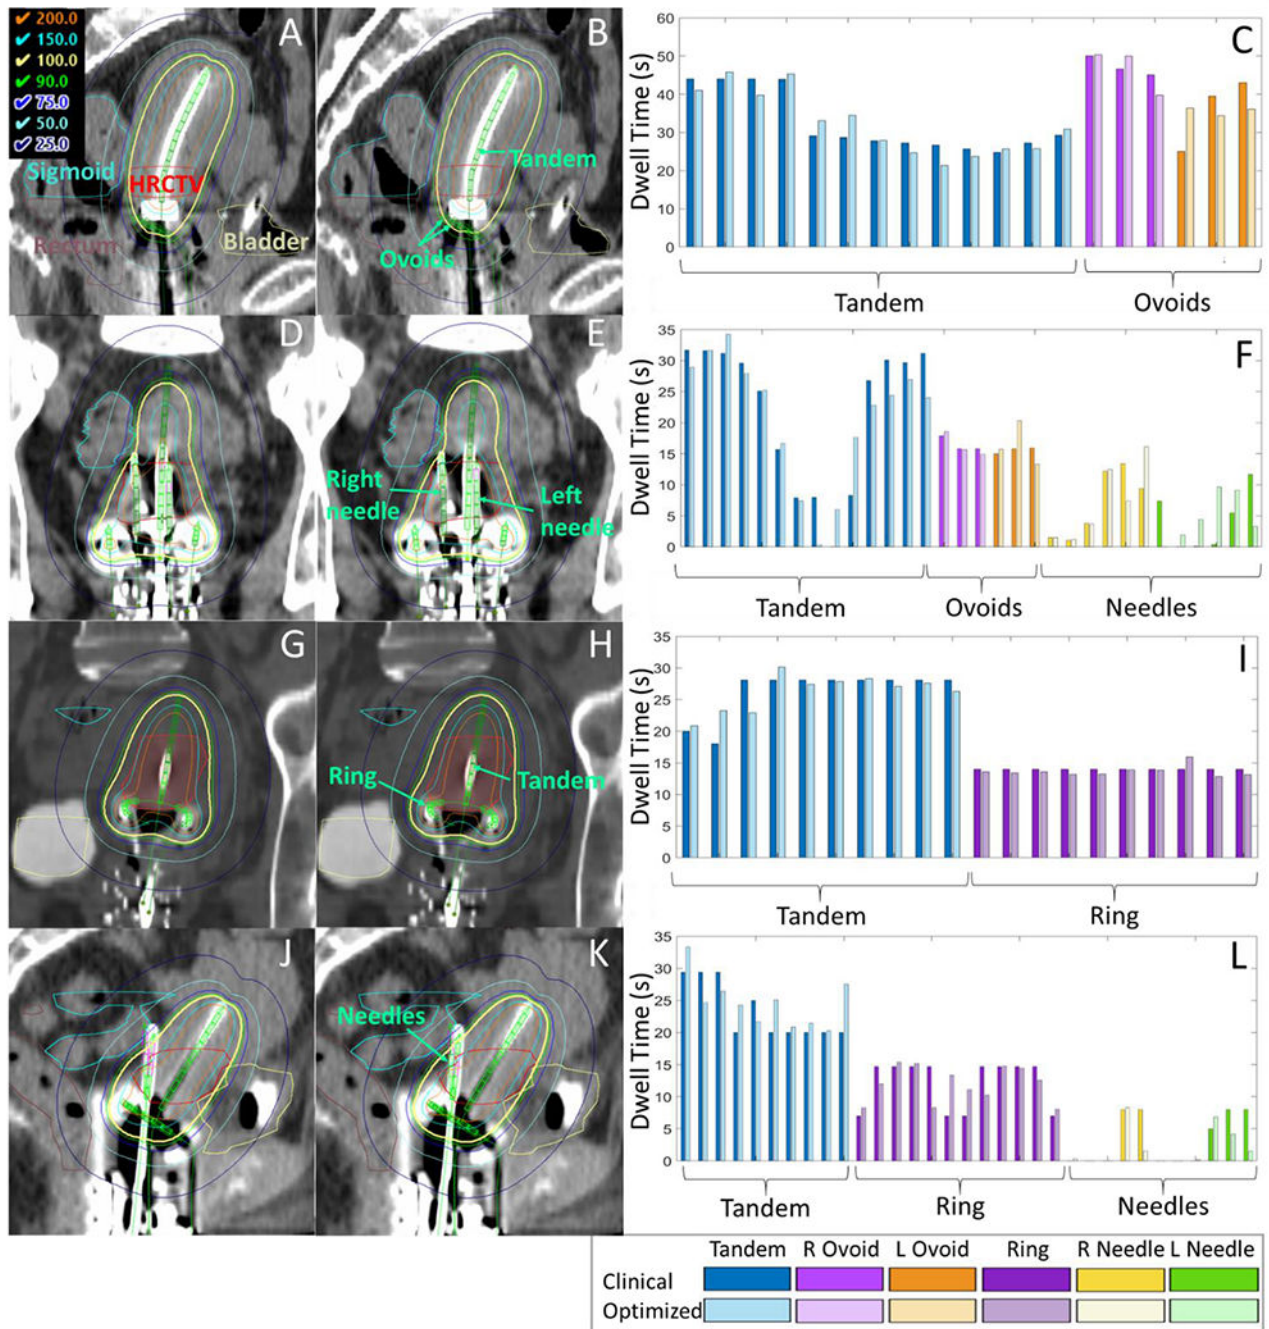 ✔ 200.0
✔ 150.0
✔ 100.0
✔ 90.0
✔ 75.0
✔ 50.0
✔ 25.0
A
Sigmoid
HRCTV
Rectum
Bladder
B
Tandem
Ovoids
C
Dwell Time (s)
60
50
40
30
20
10
0
Tandem
Ovoids
D
E
Right
needle
Left
needle
F
Dwell Time (s)
35
30
25
20
15
10
5
0
Tandem
Ovoids
Needles
G
H
Ring
Tandem
I
Dwell Time (s)
35
30
25
20
15
10
5
0
Tandem
Ring
J
K
Needles
L
Dwell Time (s)
35
30
25
20
15
10
5
0
Tandem
Ring
Needles
Tandem R Ovoid L Ovoid Ring R Needle L Needle
Clinical
Optimized